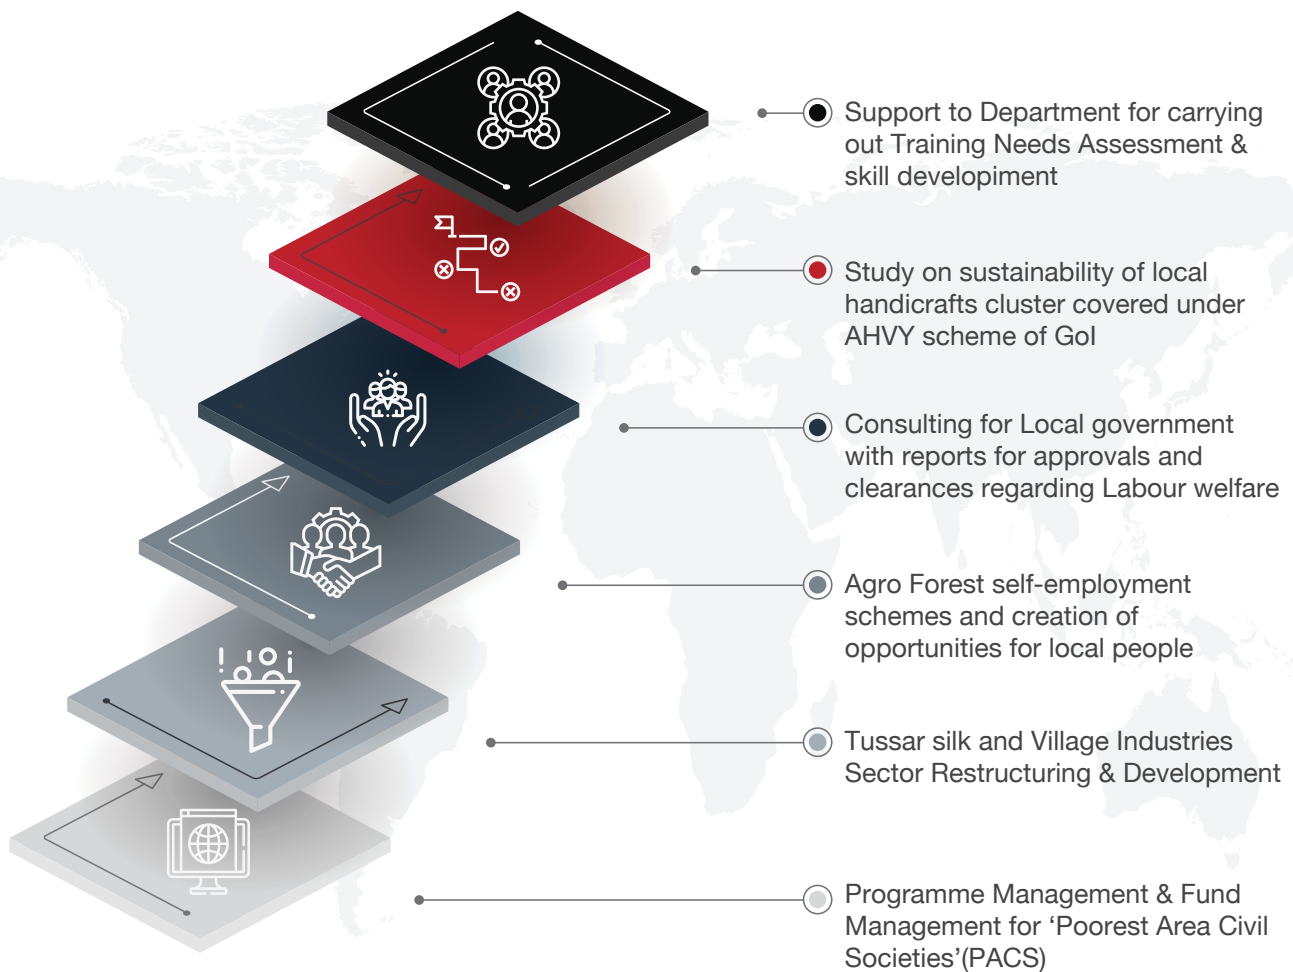 Support to Department for carrying
out Training Needs Assessment &
skill developiment
Study on sustainability of local
handicrafts cluster covered under
AHVY scheme of GoI
Consulting for Local government
with reports for approvals and
clearances regarding Labour welfare
Agro Forest self-employment
schemes and creation of
opportunities for local people
Tussar silk and Village Industries
Sector Restructuring & Development
Programme Management & Fund
Management for ‘Poorest Area Civil
Societies’(PACS)